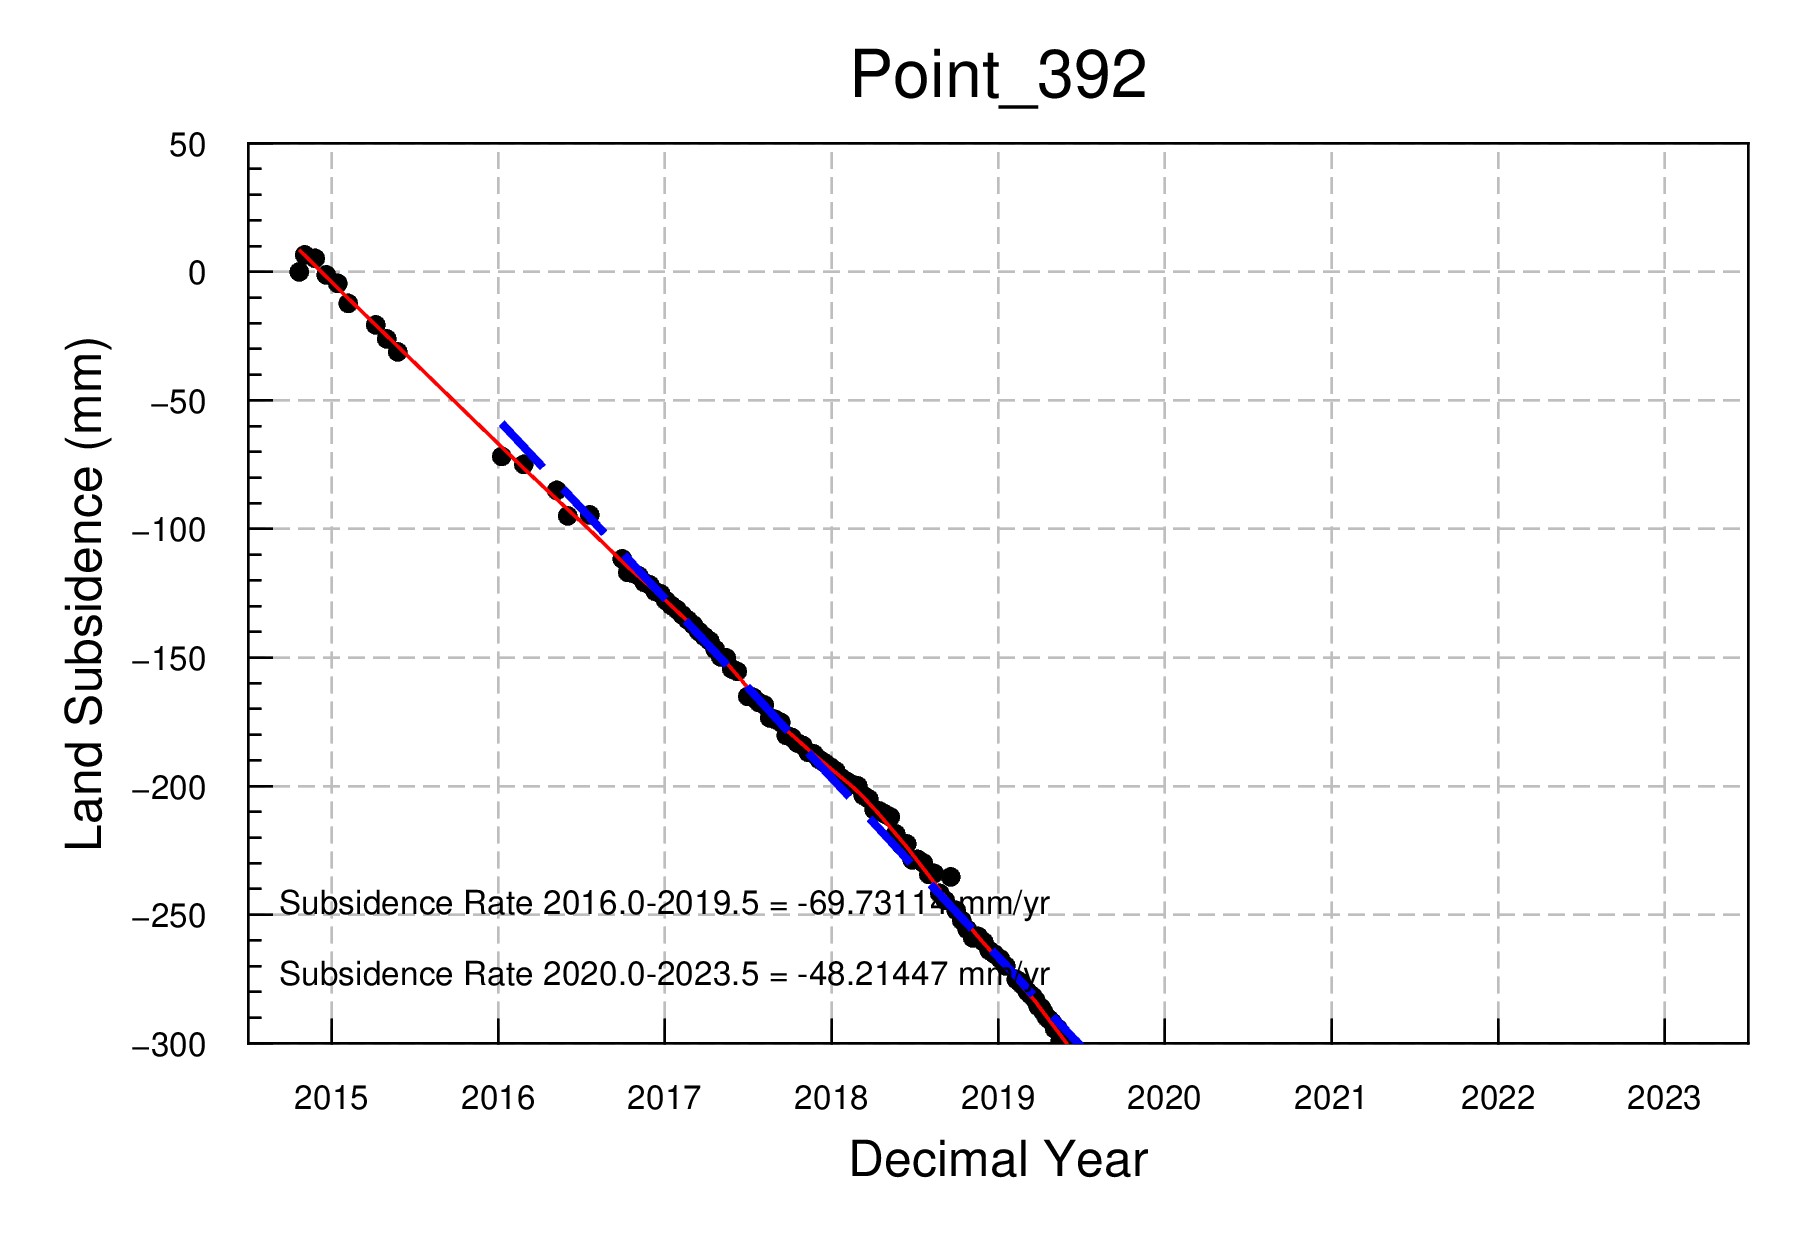 Point_392
50
0
−50
−100
−150
−200
−250
−300
Land Subsidence (mm)
Subsidence Rate 2016.0-2019.5 = -69.73114 mm/yr
Subsidence Rate 2020.0-2023.5 = -48.21447 mm/yr
2015 2016 2017 2018 2019 2020 2021 2022 2023
Decimal Year